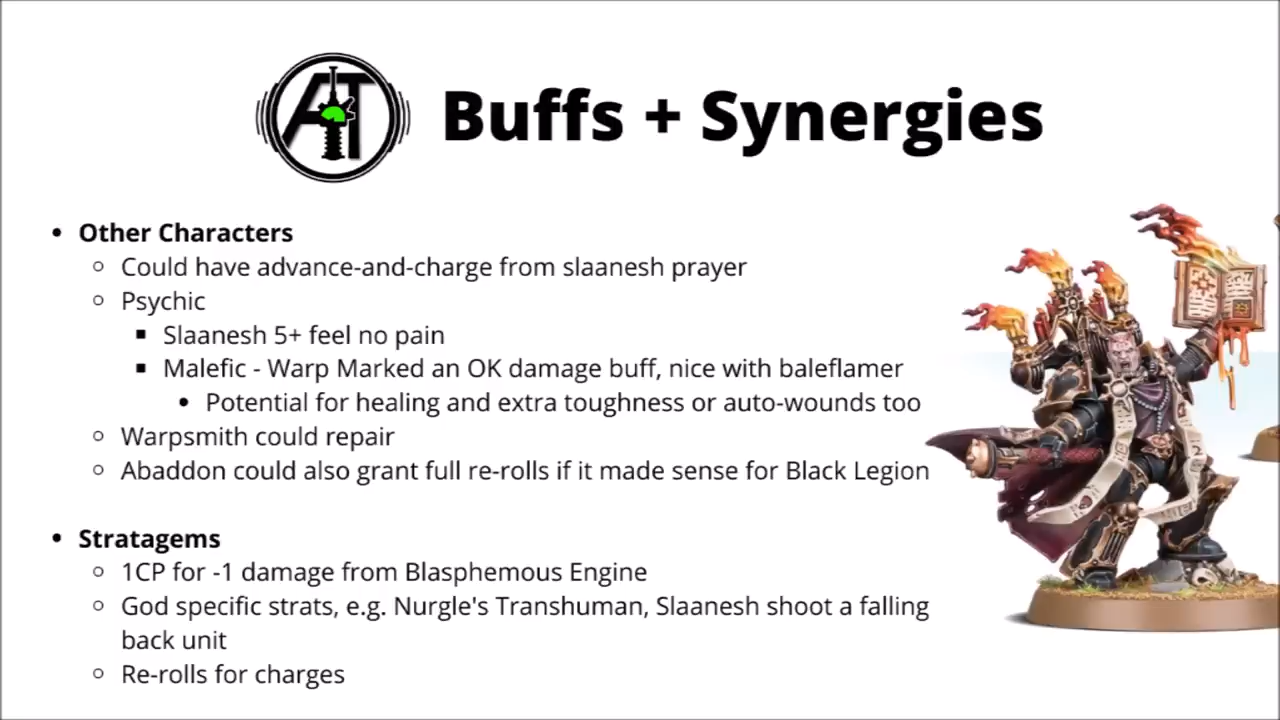 AT
Buffs + Synergies
• Other Characters
○ Could have advance-and-charge from slaanesh prayer
○ Psychic
■ Slaanesh 5+ feel no pain
■ Malefic - Warp Marked an OK damage buff, nice with baleflamer
• Potential for healing and extra toughness or auto-wounds too
○ Warpsmith could repair
○ Abaddon could also grant full re-rolls if it made sense for Black Legion
• Stratagems
○ 1CP for -1 damage from Blasphemous Engine
○ God specific strats, e.g. Nurgle's Transhuman, Slaanesh shoot a falling
back unit
○ Re-rolls for charges